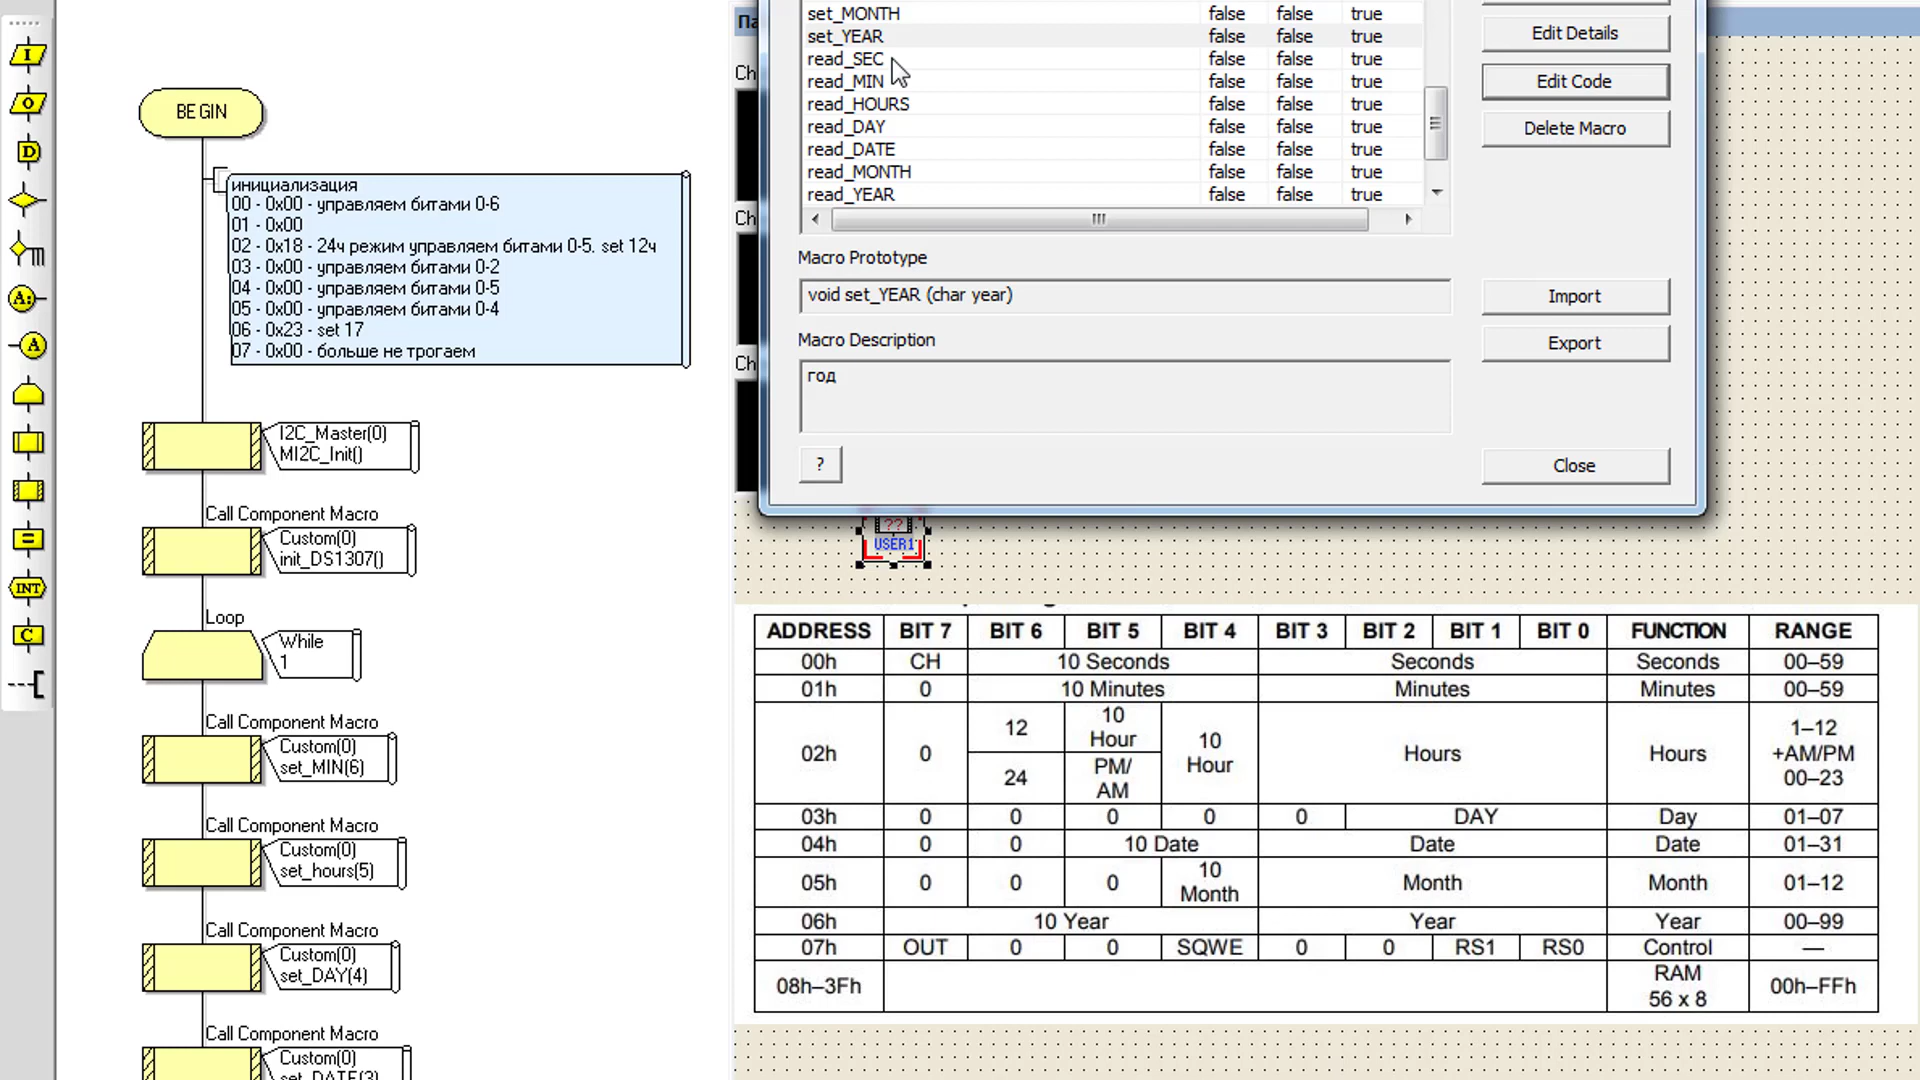 I
O
D
A:
A
INT
C
BEGIN
инициализация
00 - 0x00 - управляем битами 0-6
01 - 0x00
02 - 0x18 - 24ч режим управляем битами 0-5. set 12ч
03 - 0x00 - управляем битами 0-2
04 - 0x00 - управляем битами 0-5
05 - 0x00 - управляем битами 0-4
06 - 0x23 - set 17
07 - 0x00 - больше не трогаем
I2C_Master(0)
MI2C_Init()
Call Component Macro
Custom(0)
init_DS1307()
Loop
While
1
Call Component Macro
Custom(0)
set_MIN(6)
Call Component Macro
Custom(0)
set_hours(5)
Call Component Macro
Custom(0)
set_DAY(4)
Call Component Macro
Custom(0)
set_DATE(3)
Па
Ch
Ch
Ch
set_MONTH false false true
set_YEAR false false true
read_SEC false false true
read_MIN false false true
read_HOURS false false true
read_DAY false false true
read_DATE false false true
read_MONTH false false true
read_YEAR false false true
Macro Prototype
void set_YEAR (char year)
Macro Description
год
?
Edit Details
Edit Code
Delete Macro
Import
Export
Close
??
USER1
ADDRESS BIT 7 BIT 6 BIT 5 BIT 4 BIT 3 BIT 2 BIT 1 BIT 0 FUNCTION RANGE
00h CH 10 Seconds Seconds Seconds 00–59
01h 0 10 Minutes Minutes Minutes 00–59
02h 0 12 10 Hour 10 Hour Hours Hours 1–12 +AM/PM 00–23
24 PM/ AM
03h 0 0 0 0 0 DAY Day 01–07
04h 0 0 10 Date Date Date 01–31
05h 0 0 0 10 Month Month Month 01–12
06h 10 Year Year Year 00–99
07h OUT 0 0 SQWE 0 0 RS1 RS0 Control —
08h–3Fh RAM 56 x 8 00h–FFh